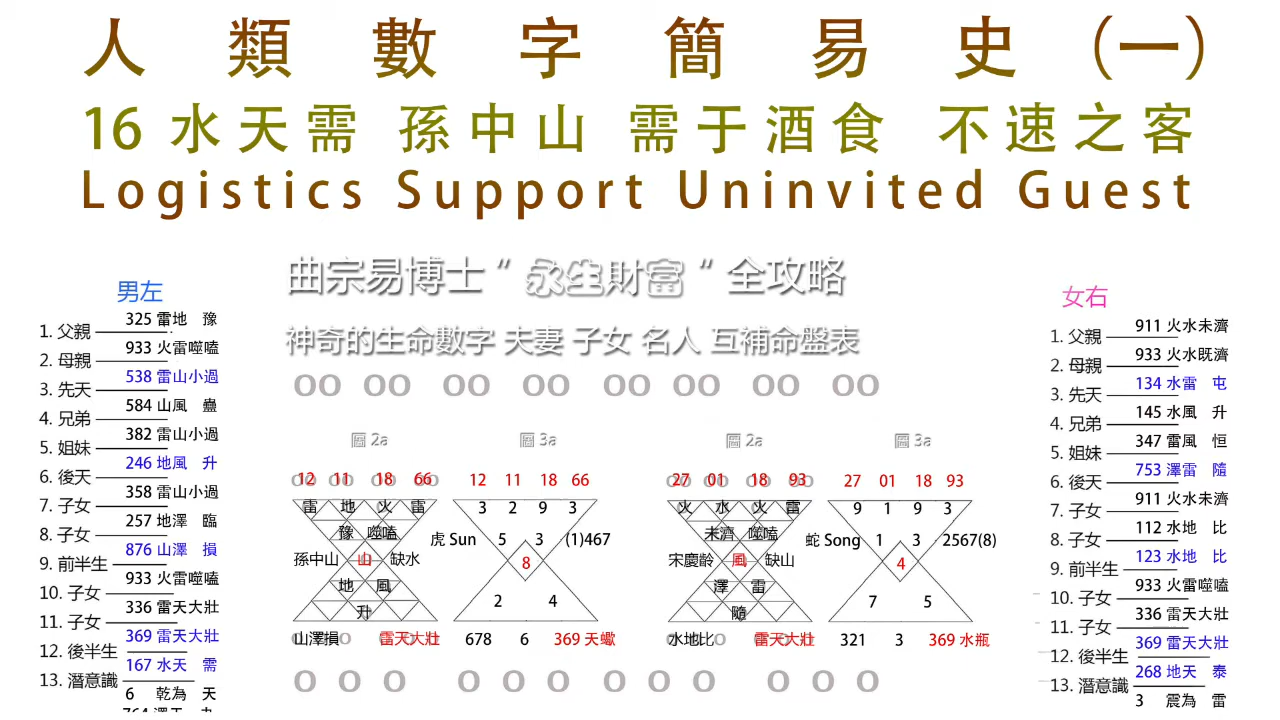 人類數字簡易史(一)
16 水天需 孫中山 需于酒食 不速之客
Logistics Support Uninvited Guest
曲宗易博士 " 永生財富 " 全攻略
神奇的生命數字 夫妻 子女 名人 互補命盤表
OO OO OO OO OO OO OO OO
男左
1. 父親 325 雷地 豫
2. 母親 933 火雷噬嗑
3. 先天 538 雷山小過
4. 兄弟 584 山風 蠱
5. 姐妹 382 雷山小過
6. 後天 246 地風 升
7. 子女 358 雷山小過
8. 子女 257 地澤 臨
9. 前半生 876 山澤 損
10. 子女 933 火雷噬嗑
11. 子女 336 雷天大壯
12. 後半生 369 雷天大壯
13. 潛意識 167 水天 需
6 乾為 天
圖 2a
12 11 18 66
雷 地 火 雷
豫 噬嗑
孫中山 山 缺水
地 風
升
山澤損 雷天大壯
圖 3a
12 11 18 66
3 2 9 3
虎 Sun 5 3 (1)467
8
2 4
678 6 369 天蠍
圖 2a
27 01 18 93
火 水 火 雷
未濟 噬嗑
宋慶齡 風 缺山
澤 雷
隨
水地比 雷天大壯
圖 3a
27 01 18 93
9 1 9 3
蛇 Song 1 3 2567(8)
4
7 5
321 3 369 水瓶
O O O O O O O O O O O O
女右
1. 父親 911 火水未濟
2. 母親 933 火水既濟
3. 先天 134 水雷 屯
4. 兄弟 145 水風 升
5. 姐妹 347 雷風 恒
6. 後天 753 澤雷 隨
7. 子女 911 火水未濟
8. 子女 112 水地 比
9. 前半生 123 水地 比
10. 子女 933 火雷噬嗑
11. 子女 336 雷天大壯
12. 後半生 369 雷天大壯
13. 潛意識 268 地天 泰
3 震為 雷